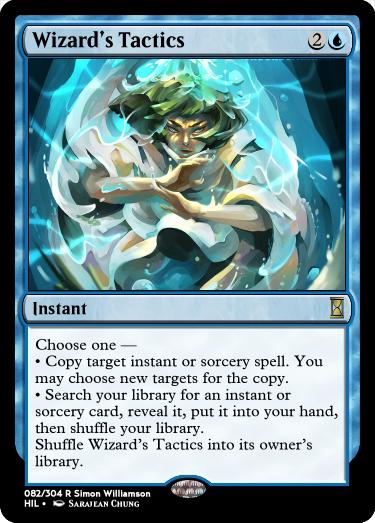 Wizard's Tactics 2
Instant
Choose one —
• Copy target instant or sorcery spell. You
may choose new targets for the copy.
• Search your library for an instant or
sorcery card, reveal it, put it into your hand,
then shuffle your library.
Shuffle Wizard's Tactics into its owner's
library.
082/304 R Simon Williamson
HIL • Sarajean Chung